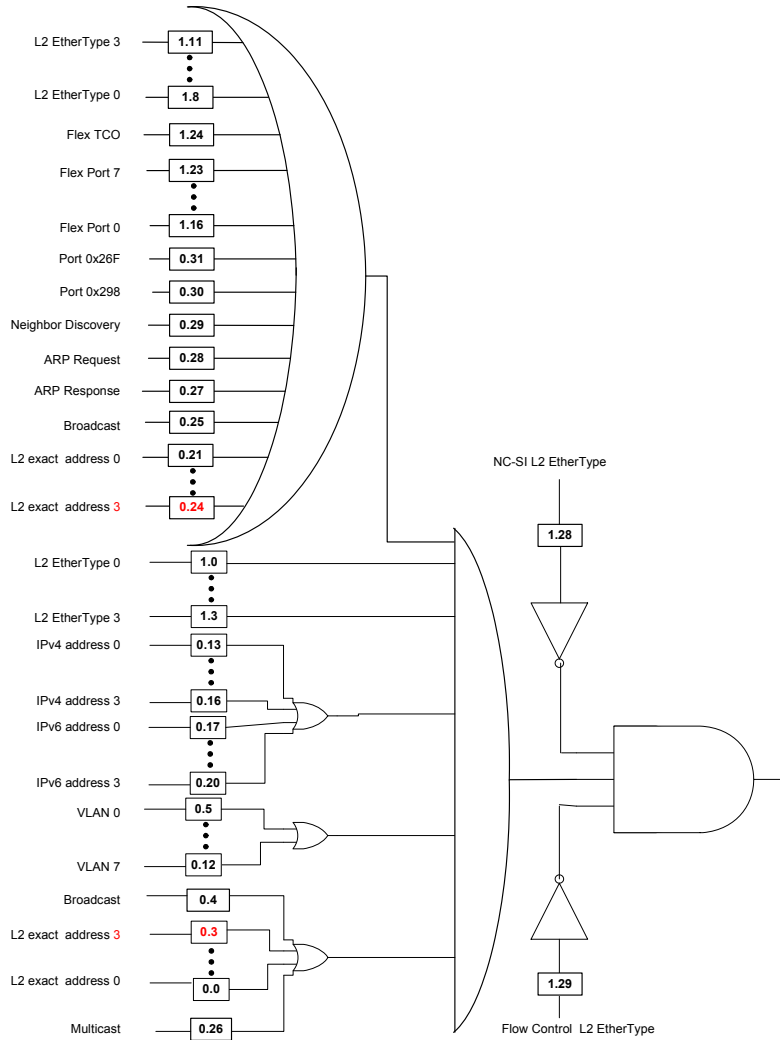 L2 EtherType 3 1.11
L2 EtherType 0 1.8
Flex TCO 1.24
Flex Port 7 1.23
Flex Port 0 1.16
Port 0x26F 0.31
Port 0x298 0.30
Neighbor Discovery 0.29
ARP Request 0.28
ARP Response 0.27
Broadcast 0.25
L2 exact address 0 0.21
L2 exact address 3 0.24
NC-SI L2 EtherType
1.28
L2 EtherType 0 1.0
L2 EtherType 3 1.3
IPv4 address 0 0.13
IPv4 address 3 0.16
IPv6 address 0 0.17
IPv6 address 3 0.20
VLAN 0 0.5
VLAN 7 0.12
Broadcast 0.4
L2 exact address 3 0.3
L2 exact address 0 0.0
Multicast 0.26
1.29
Flow Control L2 EtherType